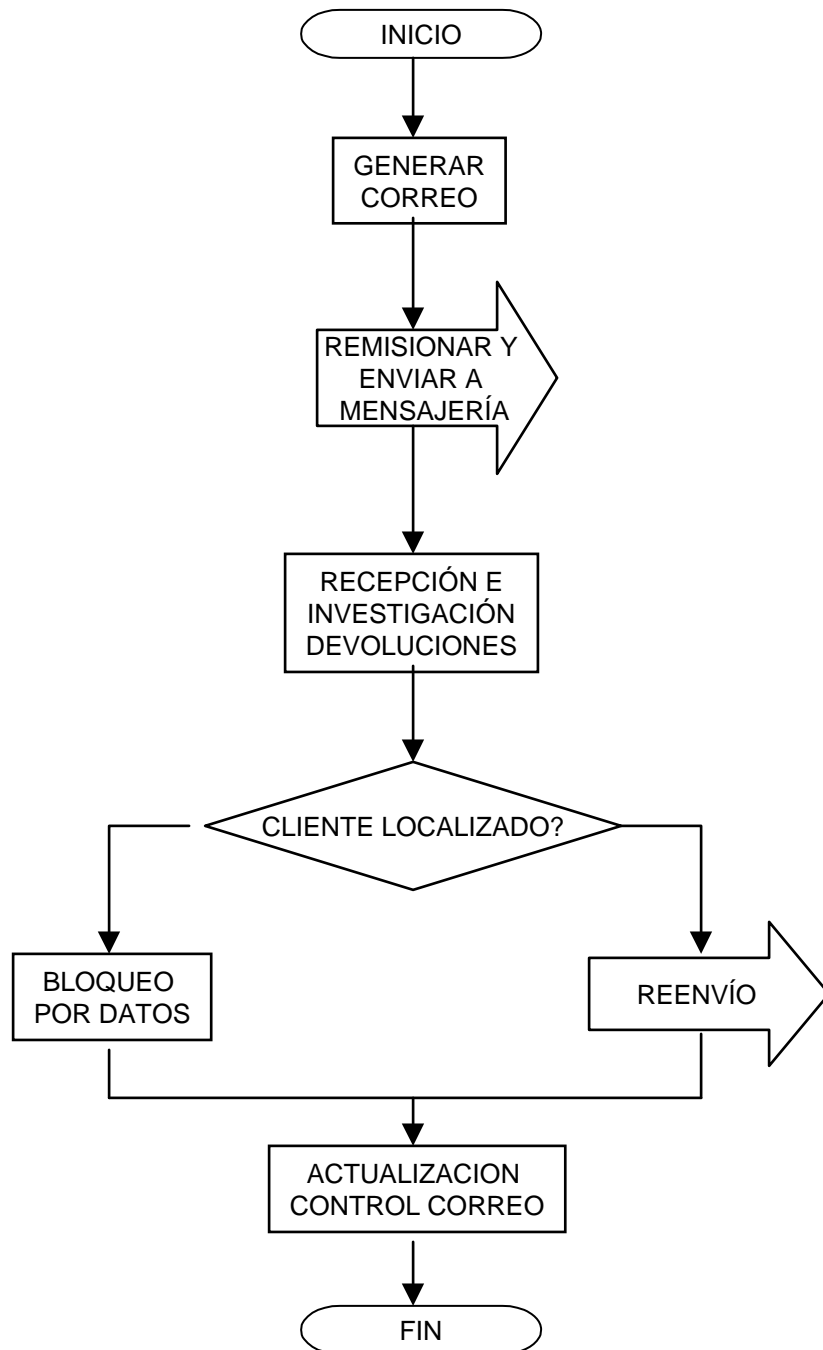 INICIO
GENERAR
CORREO
REMISIONAR Y
ENVIAR A
MENSAJERÍA
RECEPCIÓN E
INVESTIGACIÓN
DEVOLUCIONES
CLIENTE LOCALIZADO?
BLOQUEO
POR DATOS
REENVÍO
ACTUALIZACION
CONTROL CORREO
FIN